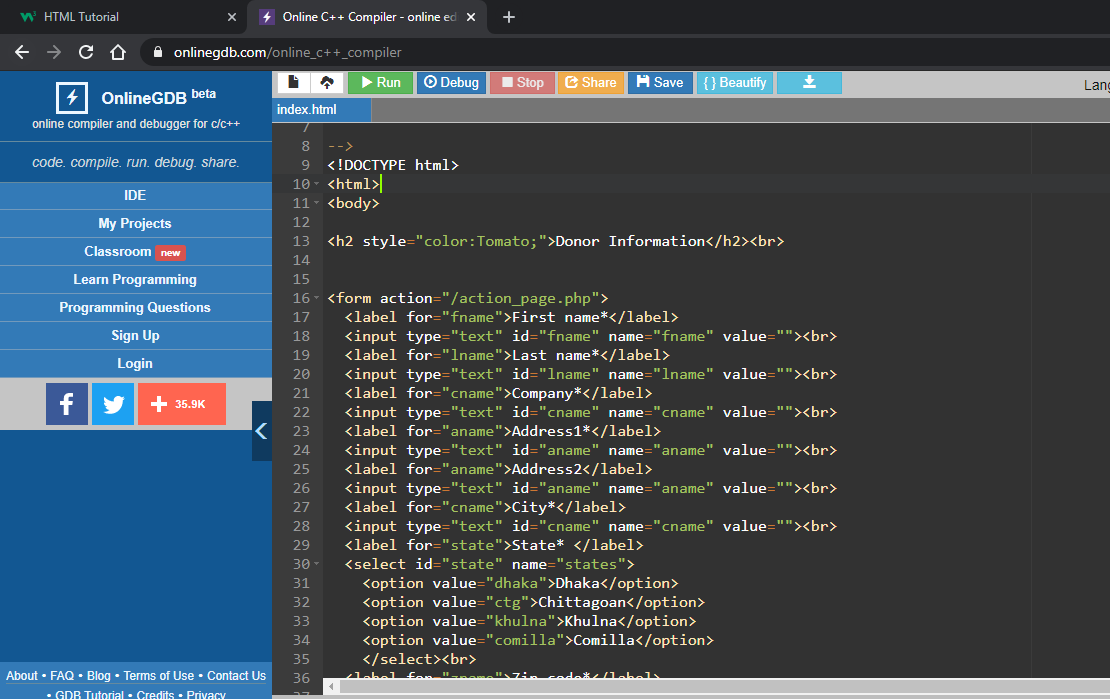 HTML Tutorial
Online C++ Compiler - online ed
onlinegdb.com/online_c++_compiler
OnlineGDB beta
online compiler and debugger for c/c++
code. compile. run. debug. share.
IDE
My Projects
Classroom new
Learn Programming
Programming Questions
Sign Up
Login
35.9K
About • FAQ • Blog • Terms of Use • Contact Us
• GDB Tutorial • Credits • Privacy
Run Debug Stop Share Save { } Beautify
Lang
index.html
7
8 -->
9 <!DOCTYPE html>
10 <html>
11 <body>
12
13 <h2 style="color:Tomato;">Donor Information</h2><br>
14
15
16 <form action="/action_page.php">
17 <label for="fname">First name*</label>
18 <input type="text" id="fname" name="fname" value=""><br>
19 <label for="lname">Last name*</label>
20 <input type="text" id="lname" name="lname" value=""><br>
21 <label for="cname">Company*</label>
22 <input type="text" id="cname" name="cname" value=""><br>
23 <label for="aname">Address1*</label>
24 <input type="text" id="aname" name="aname" value=""><br>
25 <label for="aname">Address2</label>
26 <input type="text" id="aname" name="aname" value=""><br>
27 <label for="cname">City*</label>
28 <input type="text" id="cname" name="cname" value=""><br>
29 <label for="state">State* </label>
30 <select id="state" name="states">
31 <option value="dhaka">Dhaka</option>
32 <option value="ctg">Chittagoan</option>
33 <option value="khulna">Khulna</option>
34 <option value="comilla">Comilla</option>
35 </select><br>
36 <label for="zname">Zip code*</label>
37